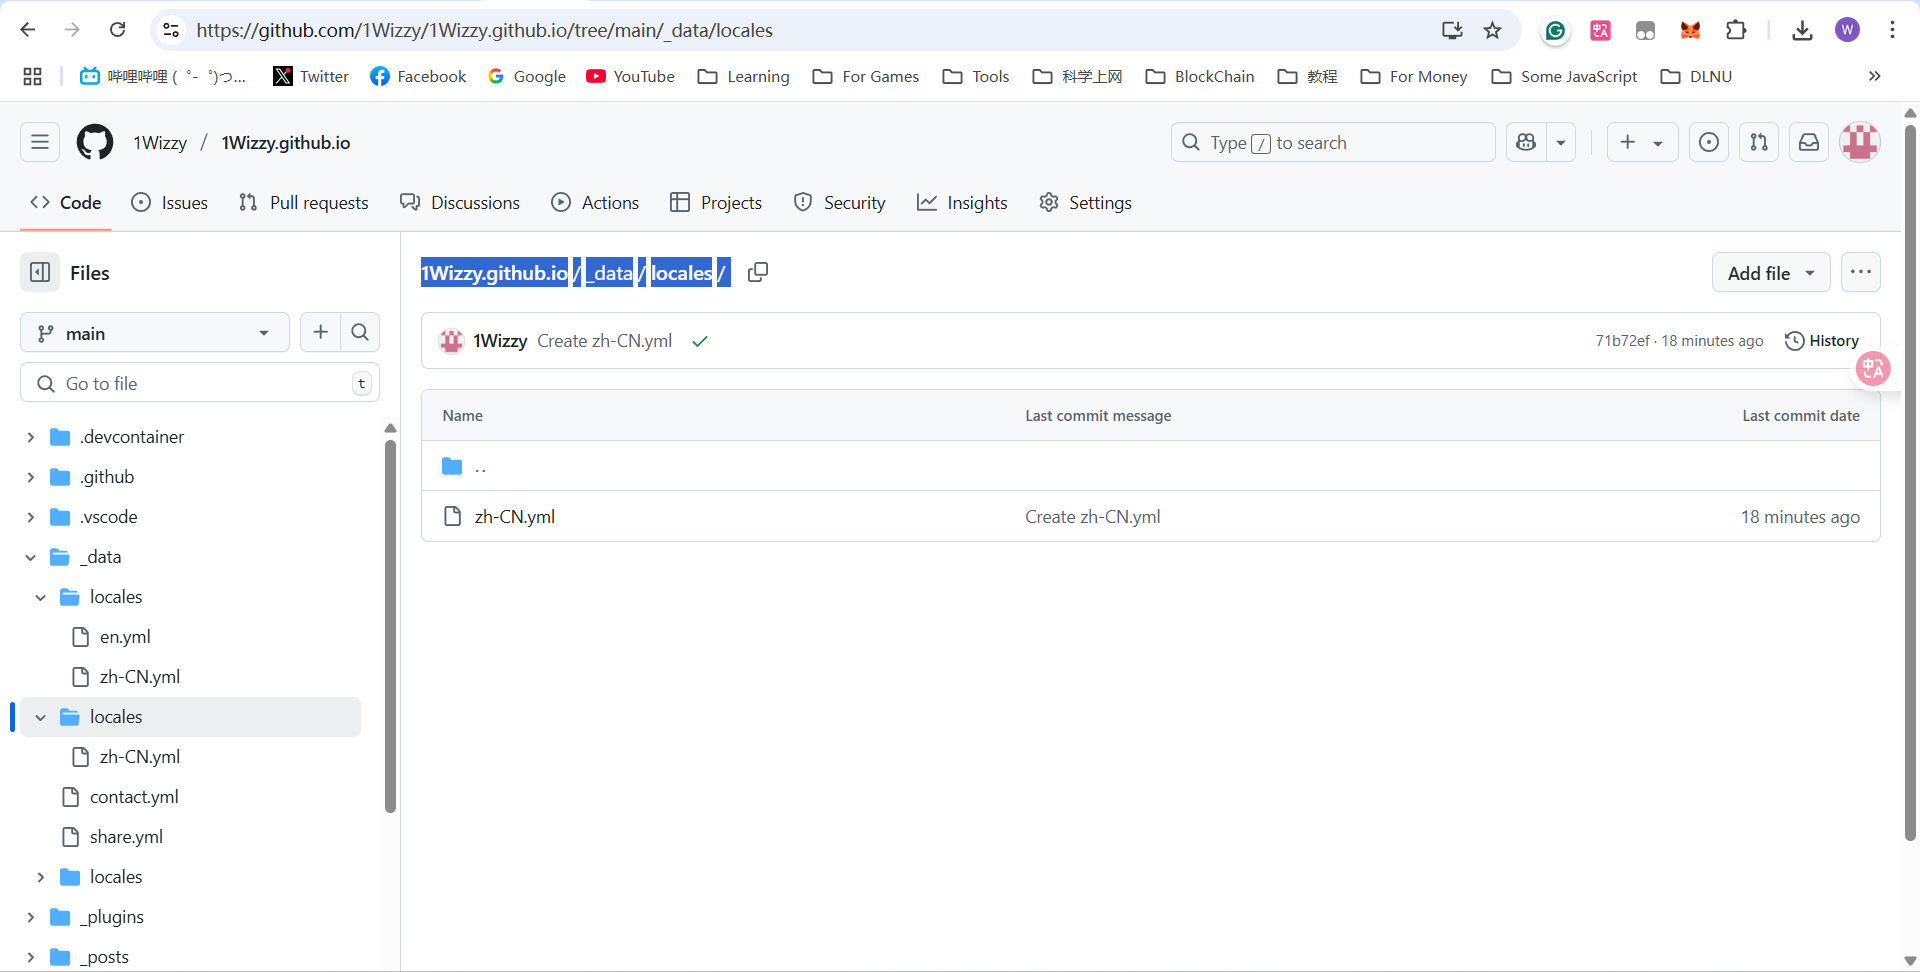 https://github.com/1Wizzy/1Wizzy.github.io/tree/main/_data/locales
W
哔哩哔哩 ( ゜- ゜)つ...
Twitter
Facebook
Google
YouTube
Learning
For Games
Tools
科学上网
BlockChain
教程
For Money
Some JavaScript
DLNU
1Wizzy / 1Wizzy.github.io
Type / to search
Code
Issues
Pull requests
Discussions
Actions
Projects
Security
Insights
Settings
Files
1Wizzy.github.io / _data / locales /
Add file
main
1Wizzy Create zh-CN.yml
71b72ef · 18 minutes ago
History
Go to file
t
Name
Last commit message
Last commit date
..
zh-CN.yml
Create zh-CN.yml
18 minutes ago
.devcontainer
.github
.vscode
_data
locales
en.yml
zh-CN.yml
locales
zh-CN.yml
contact.yml
share.yml
locales
_plugins
_posts